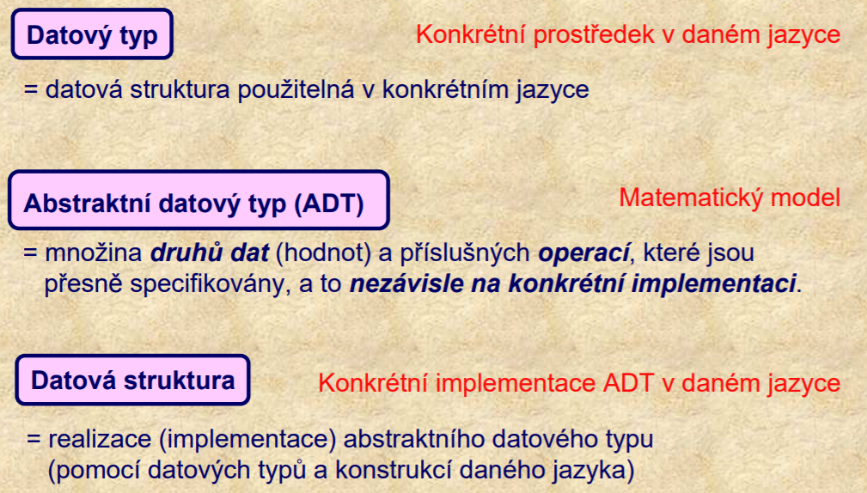 Datový typ
Konkrétní prostředek v daném jazyce
= datová struktura použitelná v konkrétním jazyce
Abstraktní datový typ (ADT)
Matematický model
= množina druhů dat (hodnot) a příslušných operací, které jsou
přesně specifikovány, a to nezávisle na konkrétní implementaci.
Datová struktura
Konkrétní implementace ADT v daném jazyce
= realizace (implementace) abstraktního datového typu
(pomocí datových typů a konstrukcí daného jazyka)